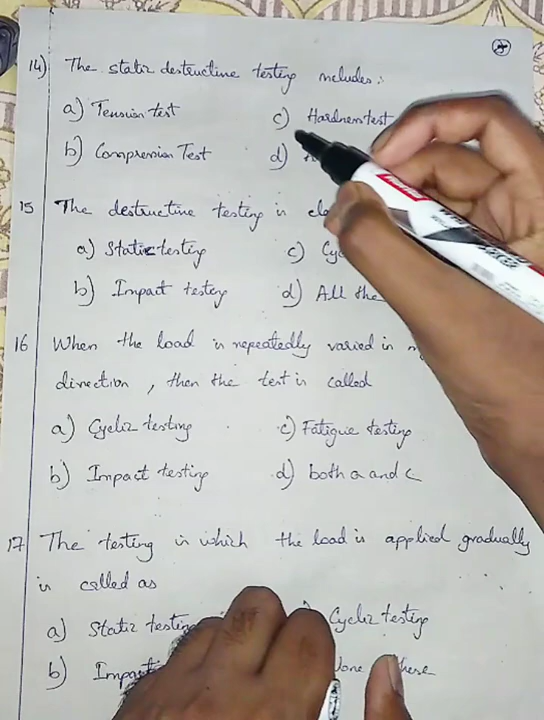 14) The static destructive testing includes:
a) Tension test c) Hardness test
b) Compression Test d)
15 The destructive testing is
a) Static testing c)
b) Impact testing d) All the
16 When the load is repeatedly varied in
direction, then the test is called
a) Cyclic testing c) Fatigue testing
b) Impact testing d) both a and c
17 The testing in which the load is applied gradually
is called as
a) Static testing Cyclic testing
b) Impact these